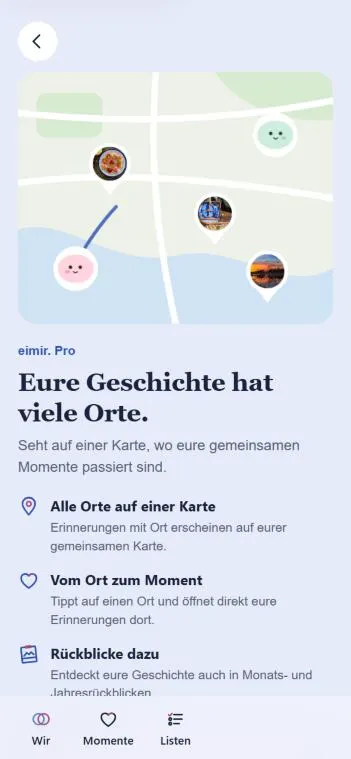 eimir. Pro
Eure Geschichte hat
viele Orte.
Seht auf einer Karte, wo eure gemeinsamen
Momente passiert sind.
Alle Orte auf einer Karte
Erinnerungen mit Ort erscheinen auf eurer
gemeinsamen Karte.
Vom Ort zum Moment
Tippt auf einen Ort und öffnet direkt eure
Erinnerungen dort.
Rückblicke dazu
Entdeckt eure Geschichte auch in Monats- und
Jahresrückblicken
Wir
Momente
Listen